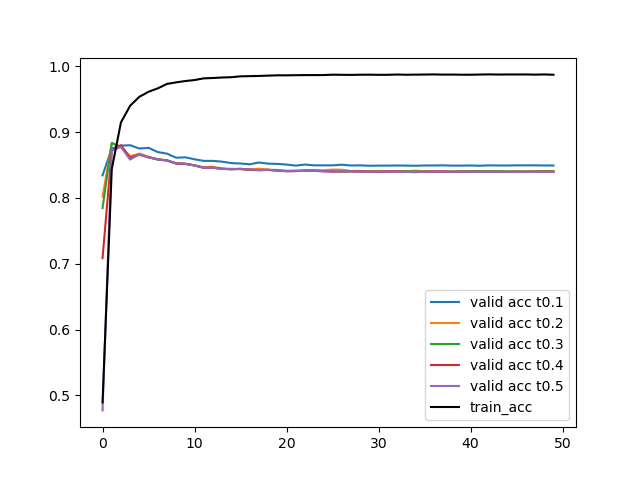 1.0
0.9
0.8
0.7
0.6
0.5
0
10
20
30
40
50
valid acc t0.1
valid acc t0.2
valid acc t0.3
valid acc t0.4
valid acc t0.5
train_acc